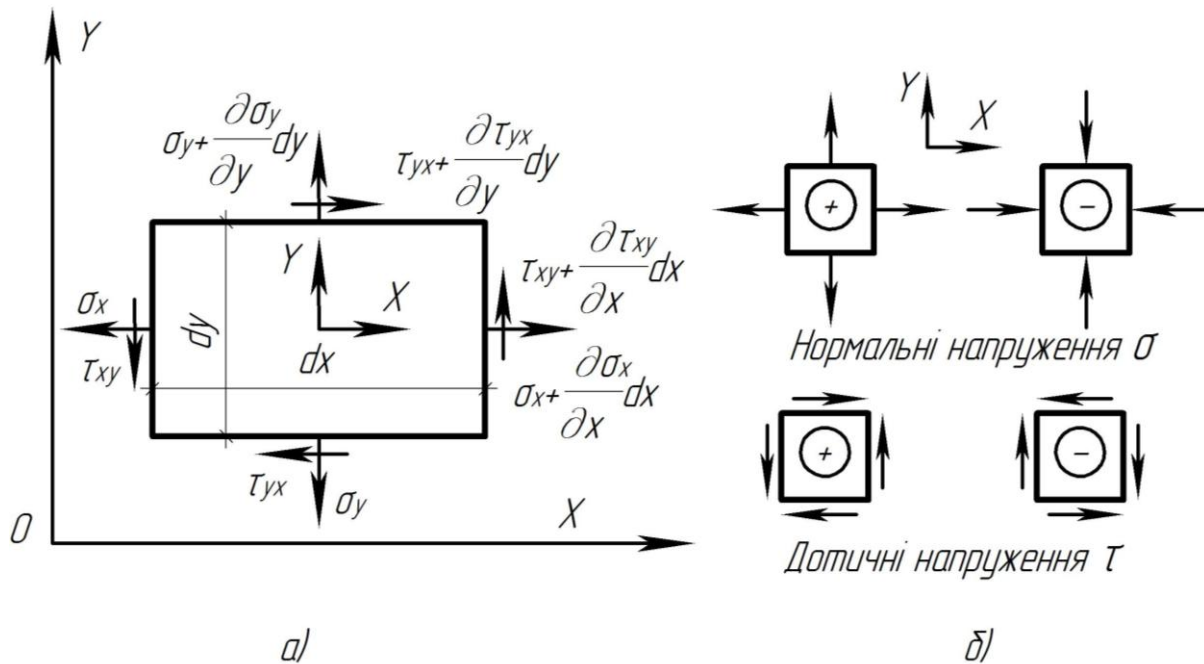 Y
σy+ ∂σy/∂y dy
τyx+ ∂τyx/∂y dy
Y
X
τxy+ ∂τxy/∂x dx
σx
τxy
dy
dx
σx+ ∂σx/∂x dx
τyx
σy
X
O
а)
Y
X
+
-
Нормальні напруження σ
+
-
Дотичні напруження τ
б)